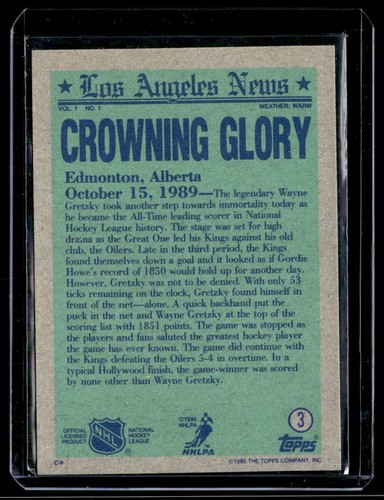 ★ Los Angeles News ★
VOL. 1 NO. 1 WEATHER: WARM
CROWNING GLORY
Edmonton, Alberta
October 15, 1989—The legendary Wayne
Gretzky took another step towards immortality today as
he became the All-Time leading scorer in National
Hockey League history. The stage was set for high
drama as the Great One led his Kings against his old
club, the Oilers. Late in the third period, the Kings
found themselves down a goal and it looked as if Gordie
Howe's record of 1850 would hold up for another day.
However, Gretzky was not to be denied. With only 53
ticks remaining on the clock, Gretzky found himself in
front of the net—alone. A quick backhand put the
puck in the net and Wayne Gretzky at the top of the
scoring list with 1851 points. The game was stopped as
the players and fans saluted the greatest hockey player
the game has ever known. The game did continue with
the Kings defeating the Oilers 5-4 in overtime. In a
typical Hollywood finish, the game-winner was scored
by none other than Wayne Gretzky.
OFFICIAL LICENSED PRODUCT
NHL
®
NATIONAL HOCKEY LEAGUE
©1990 NHLPA
NHLPA
3
topps
C*
©1990 THE TOPPS COMPANY, INC.